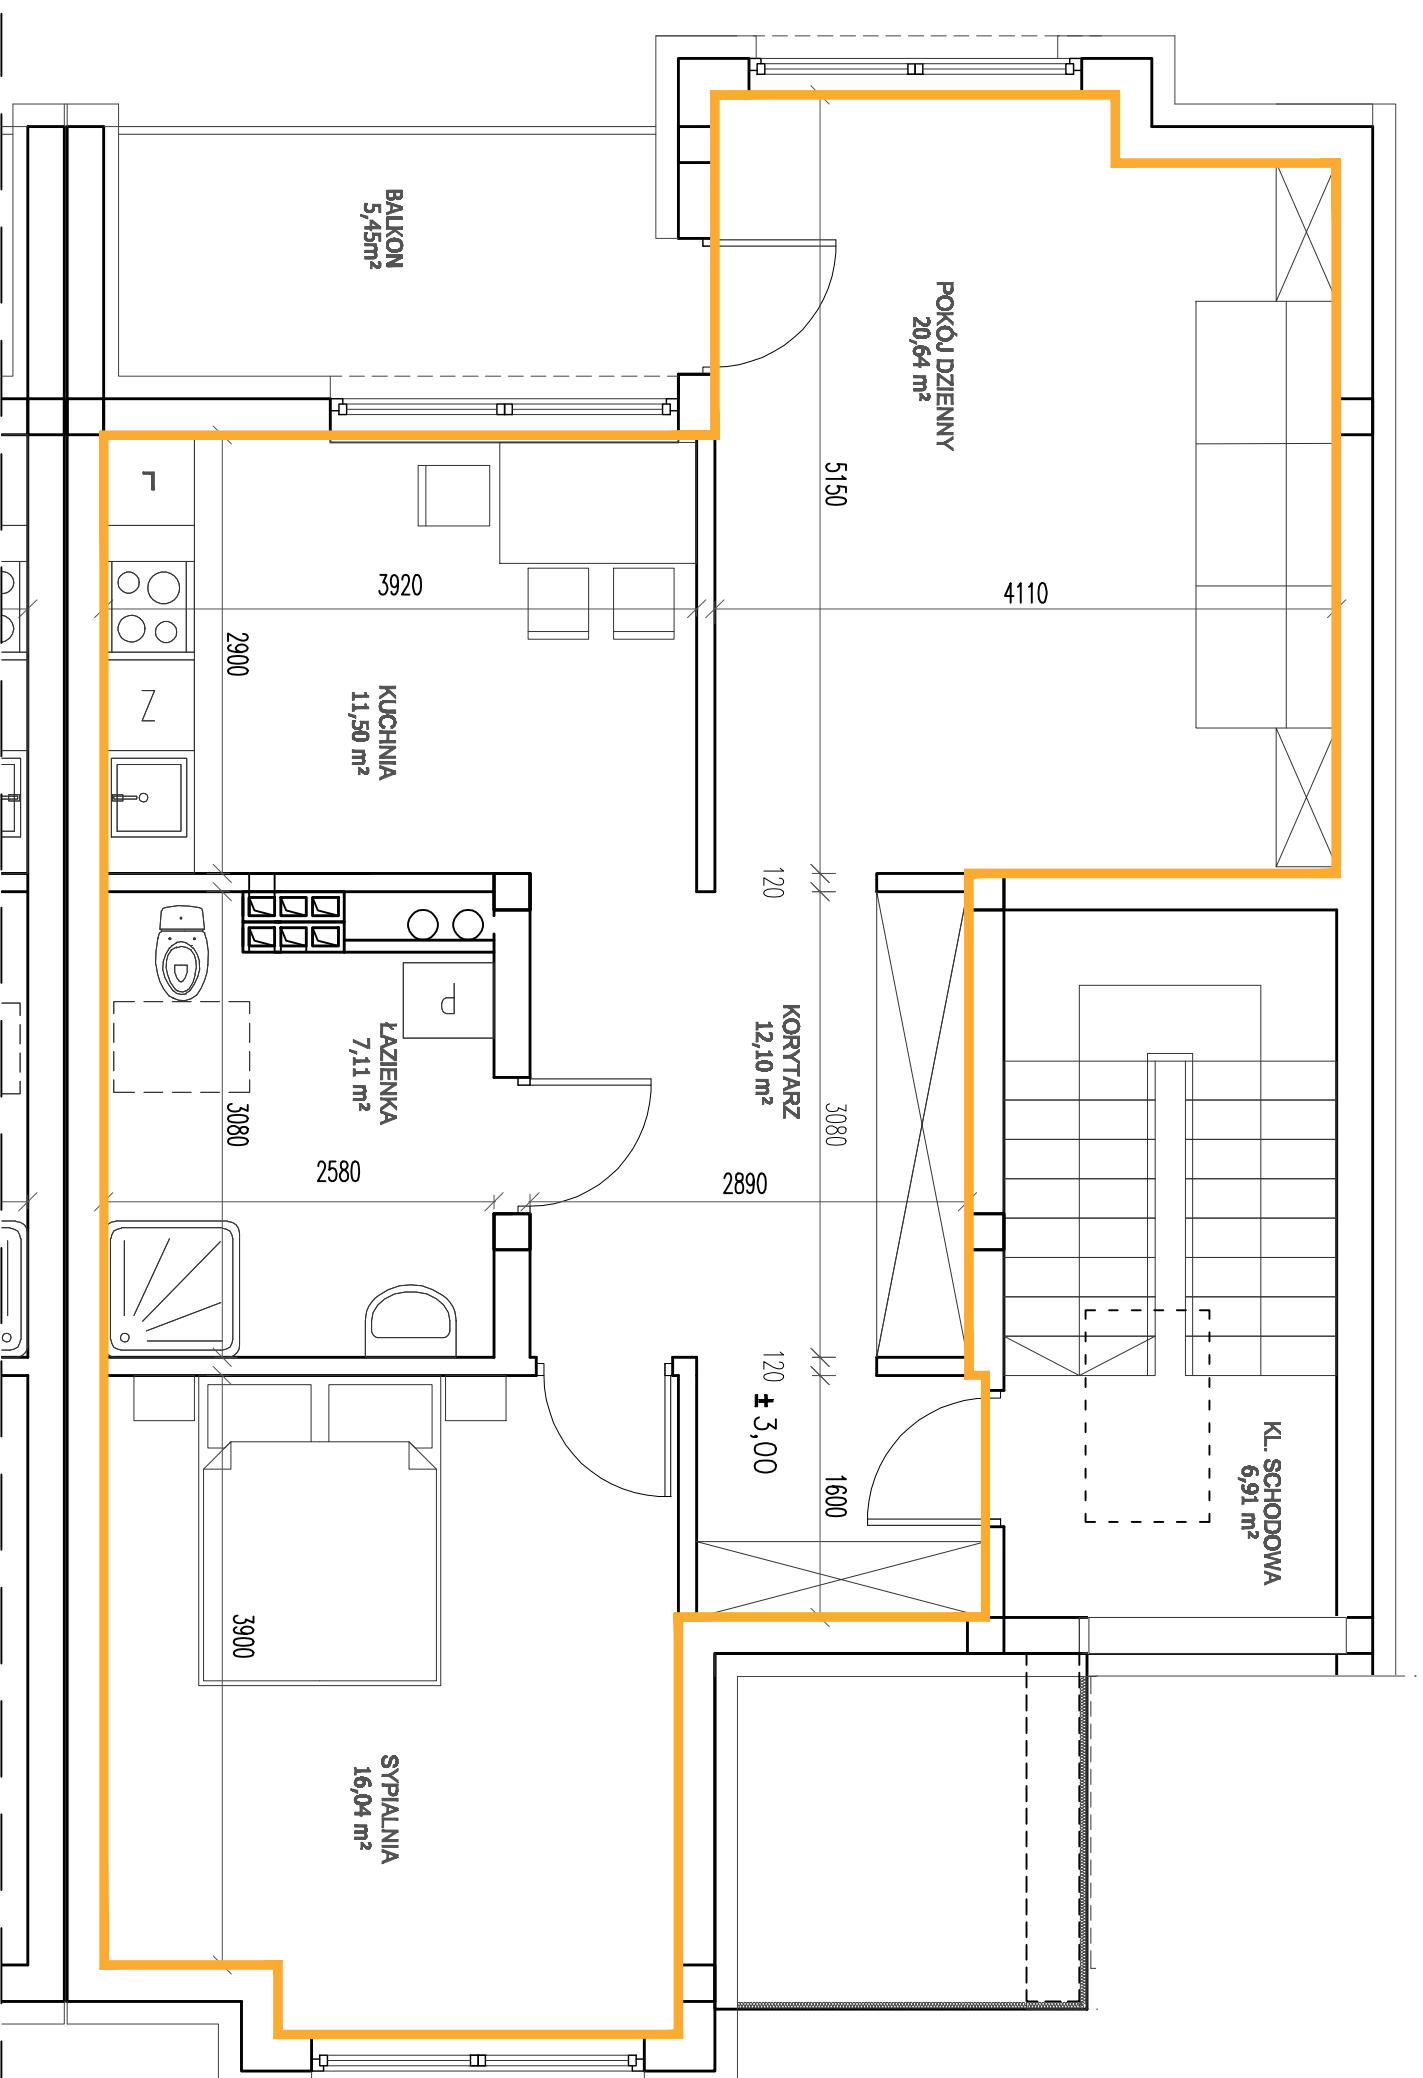 BALKON
5,45m²
POKÓJ DZIENNY
20,64 m²
5150
4110
3920
2900
L
Z
KUCHNIA
11,50 m²
120
P
ŁAZIENKA
7,11 m²
3080
2580
KORYTARZ
12,10 m²
3080
2890
120
± 3,00
1600
KL. SCHODOWA
6,91 m²
3900
SYPIALNIA
16,04 m²